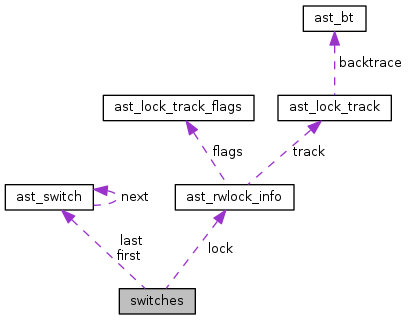 ast_bt
backtrace
ast_lock_track_flags
ast_lock_track
flags
track
ast_switch
next
ast_rwlock_info
last
first
lock
switches